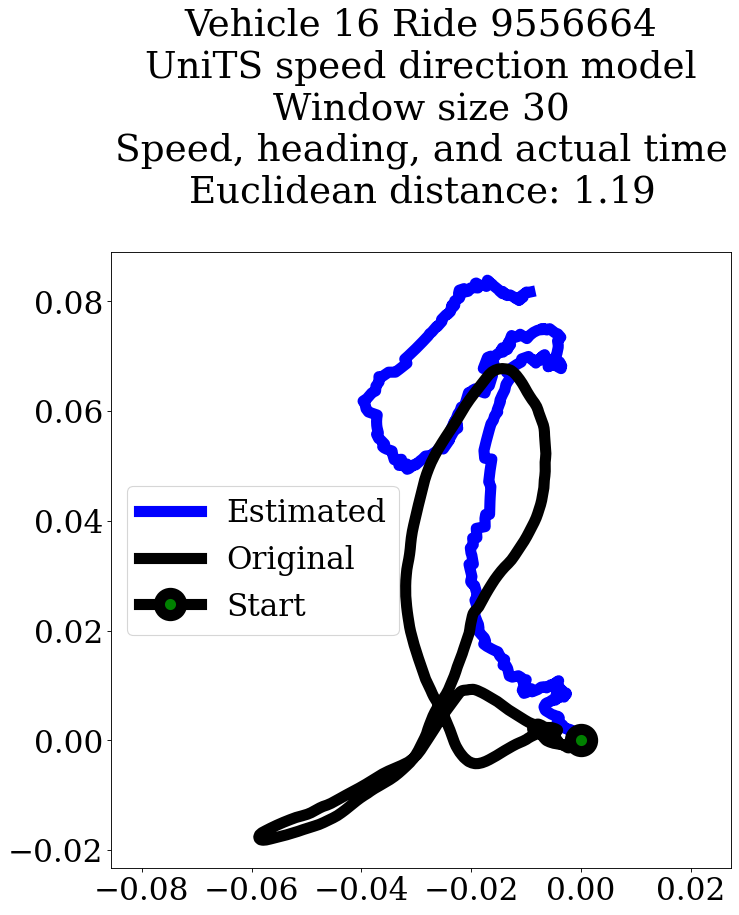 Vehicle 16 Ride 9556664
UniTS speed direction model
Window size 30
Speed, heading, and actual time
Euclidean distance: 1.19
0.08
0.06
0.04
0.02
0.00
−0.02
Estimated
Original
Start
−0.08 −0.06 −0.04 −0.02 0.00 0.02